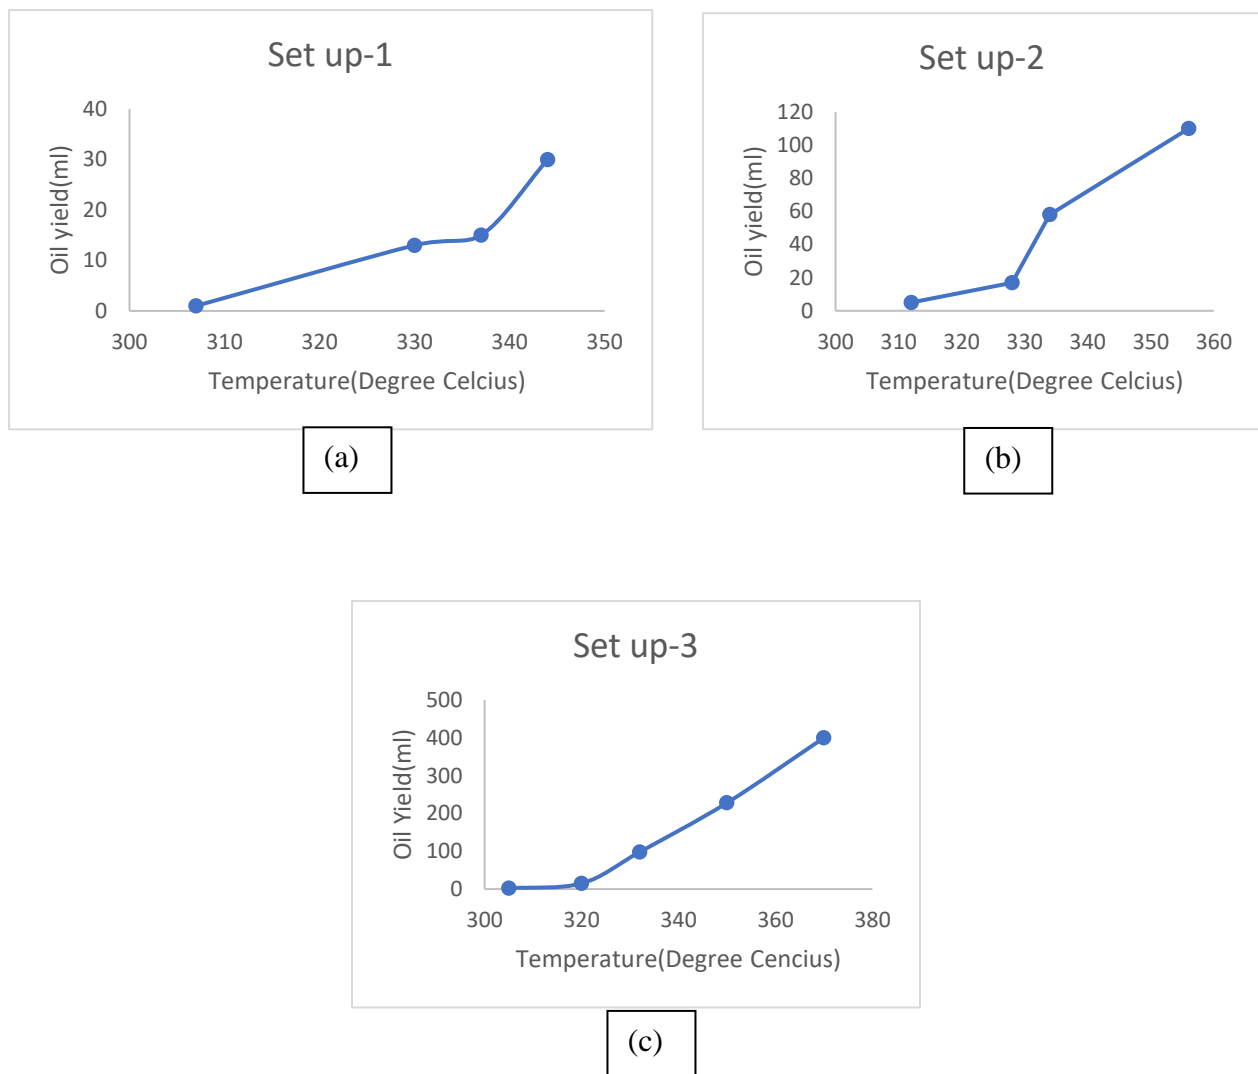 Set up-1
40
30
20
10
0
300 310 320 330 340 350
Oil yield(ml)
Temperature(Degree Celcius)
(a)
Set up-2
120
100
80
60
40
20
0
300 310 320 330 340 350 360
Oil yield(ml)
Temperature(Degree Celcius)
(b)
Set up-3
500
400
300
200
100
0
300 320 340 360 380
Oil Yield(ml)
Temperature(Degree Cencius)
(c)